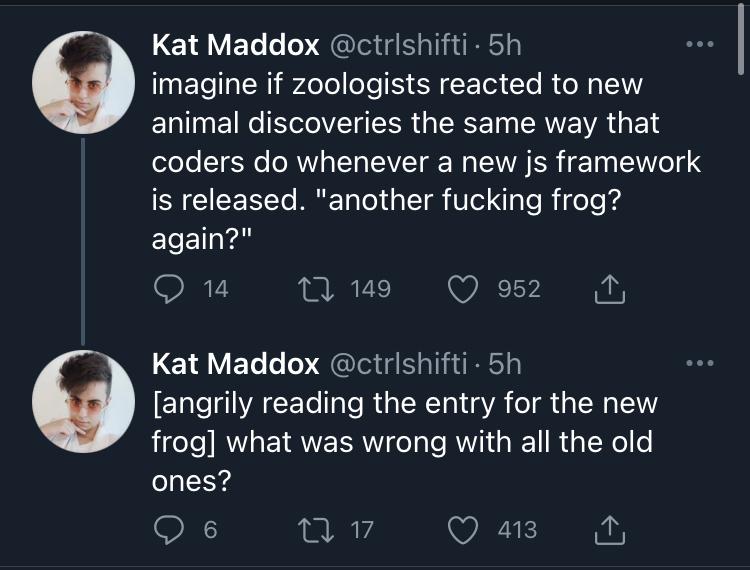 Kat Maddox @ctrlshifti · 5h
imagine if zoologists reacted to new
animal discoveries the same way that
coders do whenever a new js framework
is released. "another fucking frog?
again?"
14 149 952
Kat Maddox @ctrlshifti · 5h
[angrily reading the entry for the new
frog] what was wrong with all the old
ones?
6 17 413